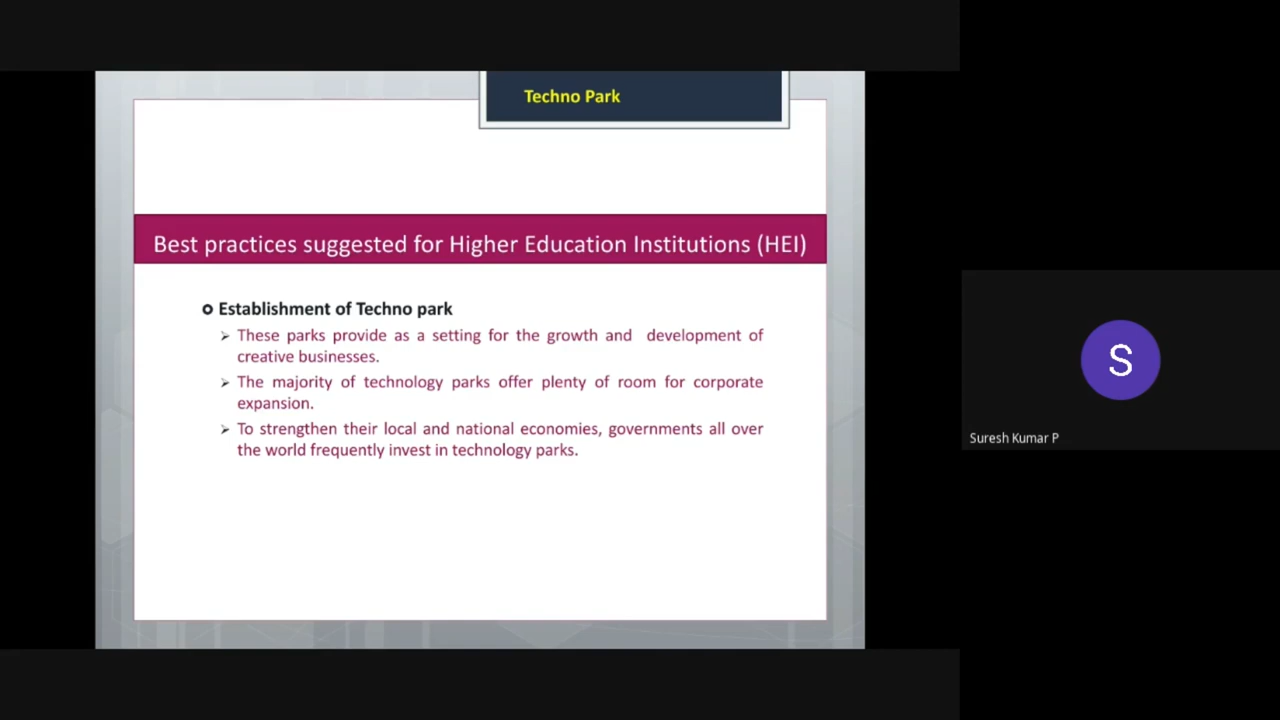 Techno Park
Best practices suggested for Higher Education Institutions (HEI)
Establishment of Techno park
These parks provide as a setting for the growth and development of
creative businesses.
The majority of technology parks offer plenty of room for corporate
expansion.
To strengthen their local and national economies, governments all over
the world frequently invest in technology parks.
S
Suresh Kumar P